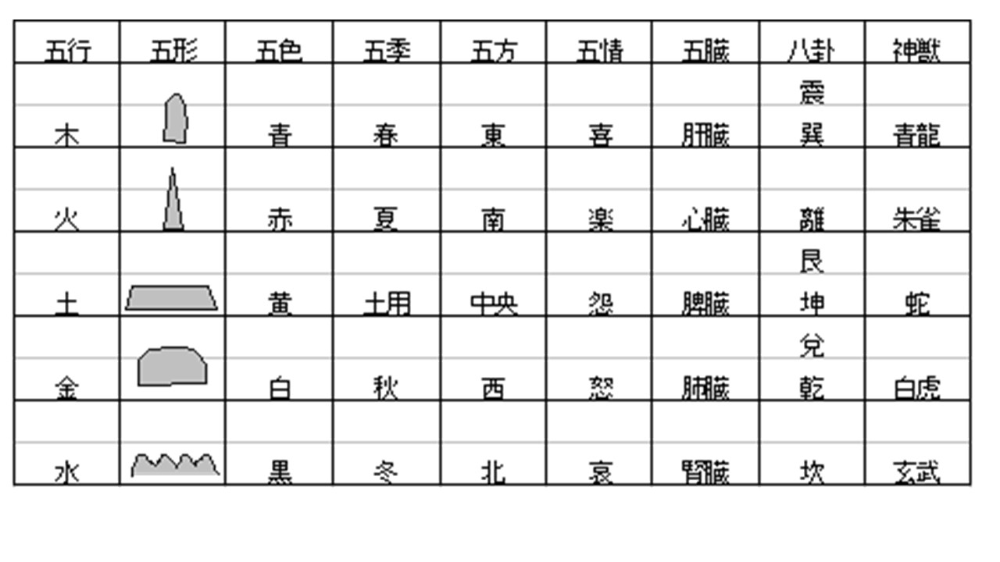 五行 五形 五色 五季 五方 五情 五臓 八卦 神獣
震
木 青 春 東 喜 肝臓 巽 青龍
火 赤 夏 南 楽 心臓 離 朱雀
艮
土 黄 土用 中央 怨 脾臓 坤 蛇
兌
金 白 秋 西 怒 肺臓 乾 白虎
水 黒 冬 北 哀 腎臓 坎 玄武